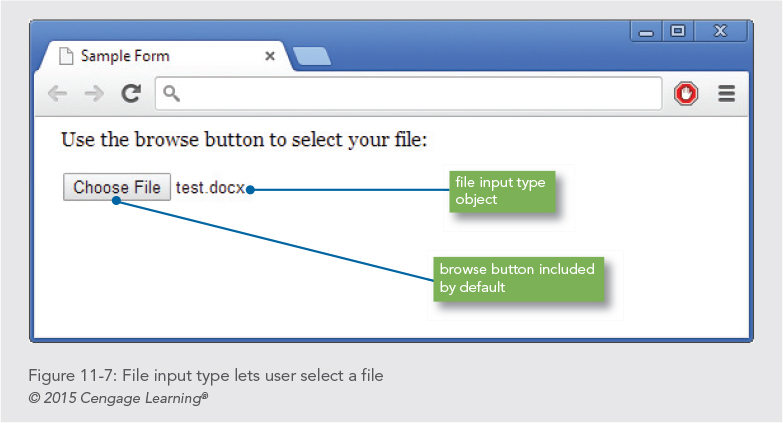 Sample Form
Use the browse button to select your file:
Choose File test.docx
file input type
object
browse button included
by default
Figure 11-7: File input type lets user select a file
© 2015 Cengage Learning®